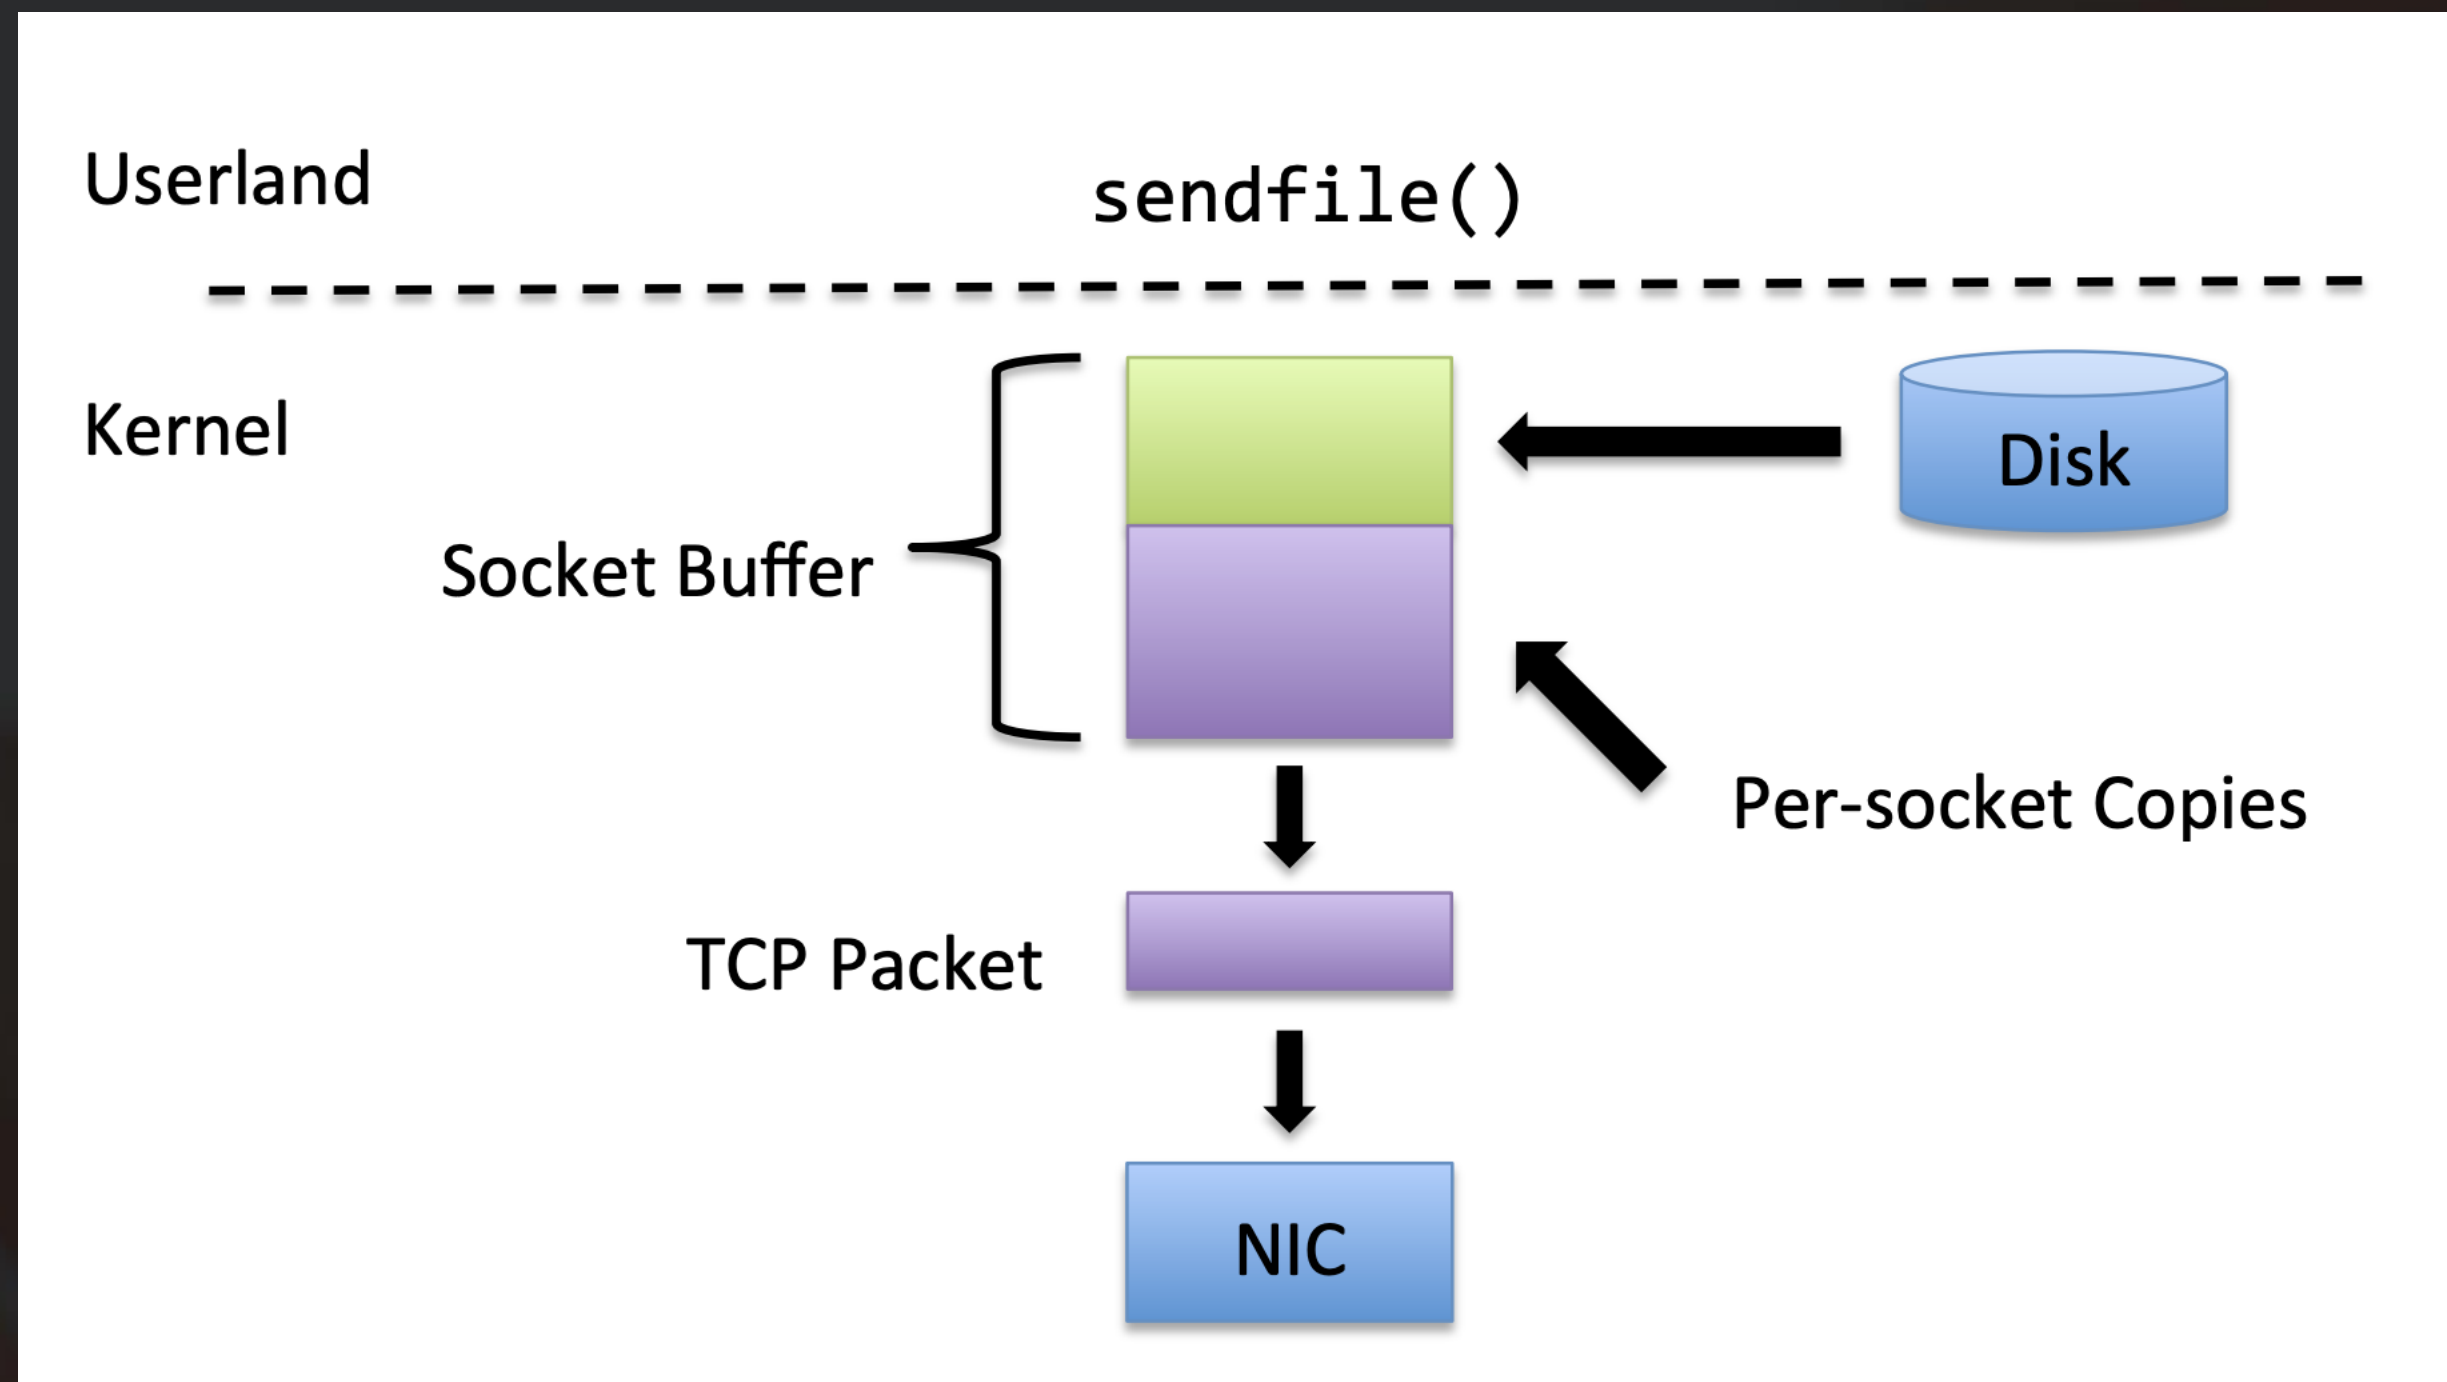 Userland
sendfile()
Kernel
Disk
Socket Buffer
Per-socket Copies
TCP Packet
NIC